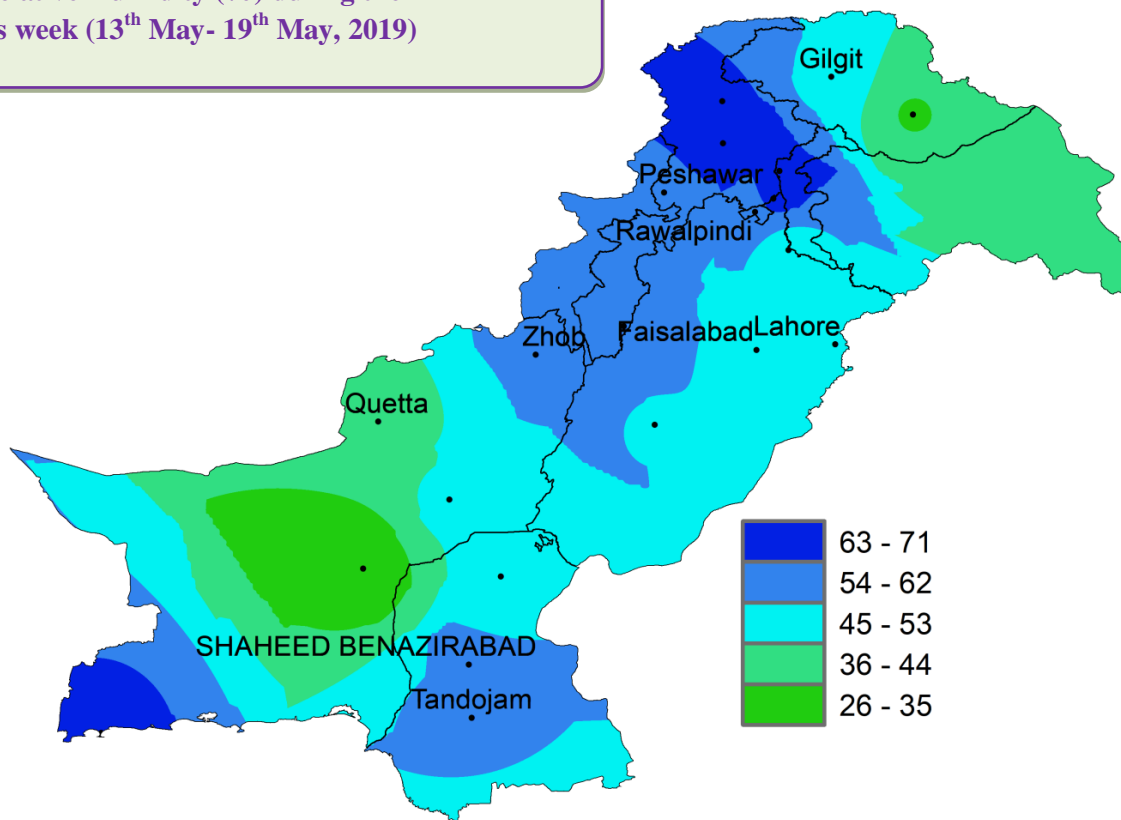 s week (13th May- 19th May, 2019)
Gilgit
Peshawar
Rawalpindi
Zhob Faisalabad Lahore
Quetta
63 - 71
54 - 62
45 - 53
36 - 44
26 - 35
SHAHEED BENAZIRABAD
Tandojam